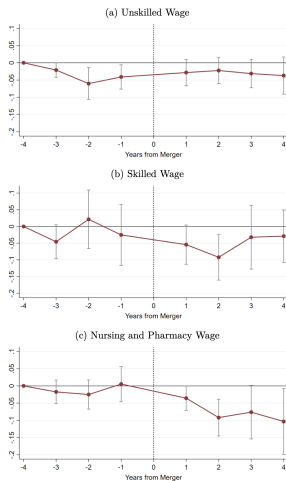 (a) Unskilled Wage
.1
.05
0
-.05
-.1
-.15
-.2
-4 -3 -2 -1 0 1 2 3 4
Years from Merger
(b) Skilled Wage
.1
.05
0
-.05
-.1
-.15
-.2
-4 -3 -2 -1 0 1 2 3 4
Years from Merger
(c) Nursing and Pharmacy Wage
.1
.05
0
-.05
-.1
-.15
-.2
-4 -3 -2 -1 0 1 2 3 4
Years from Merger